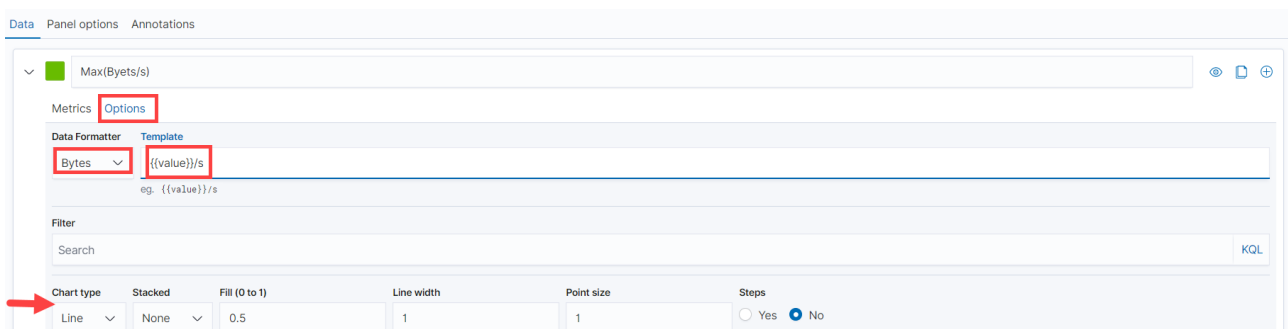 Data Panel options Annotations
Max(Byets/s)
Metrics Options
Data Formatter Template
Bytes {{value}}/s
eg. {{value}}/s
Filter
Search KQL
Chart type Stacked Fill (0 to 1) Line width Point size Steps
Line None 0.5 1 1 Yes No